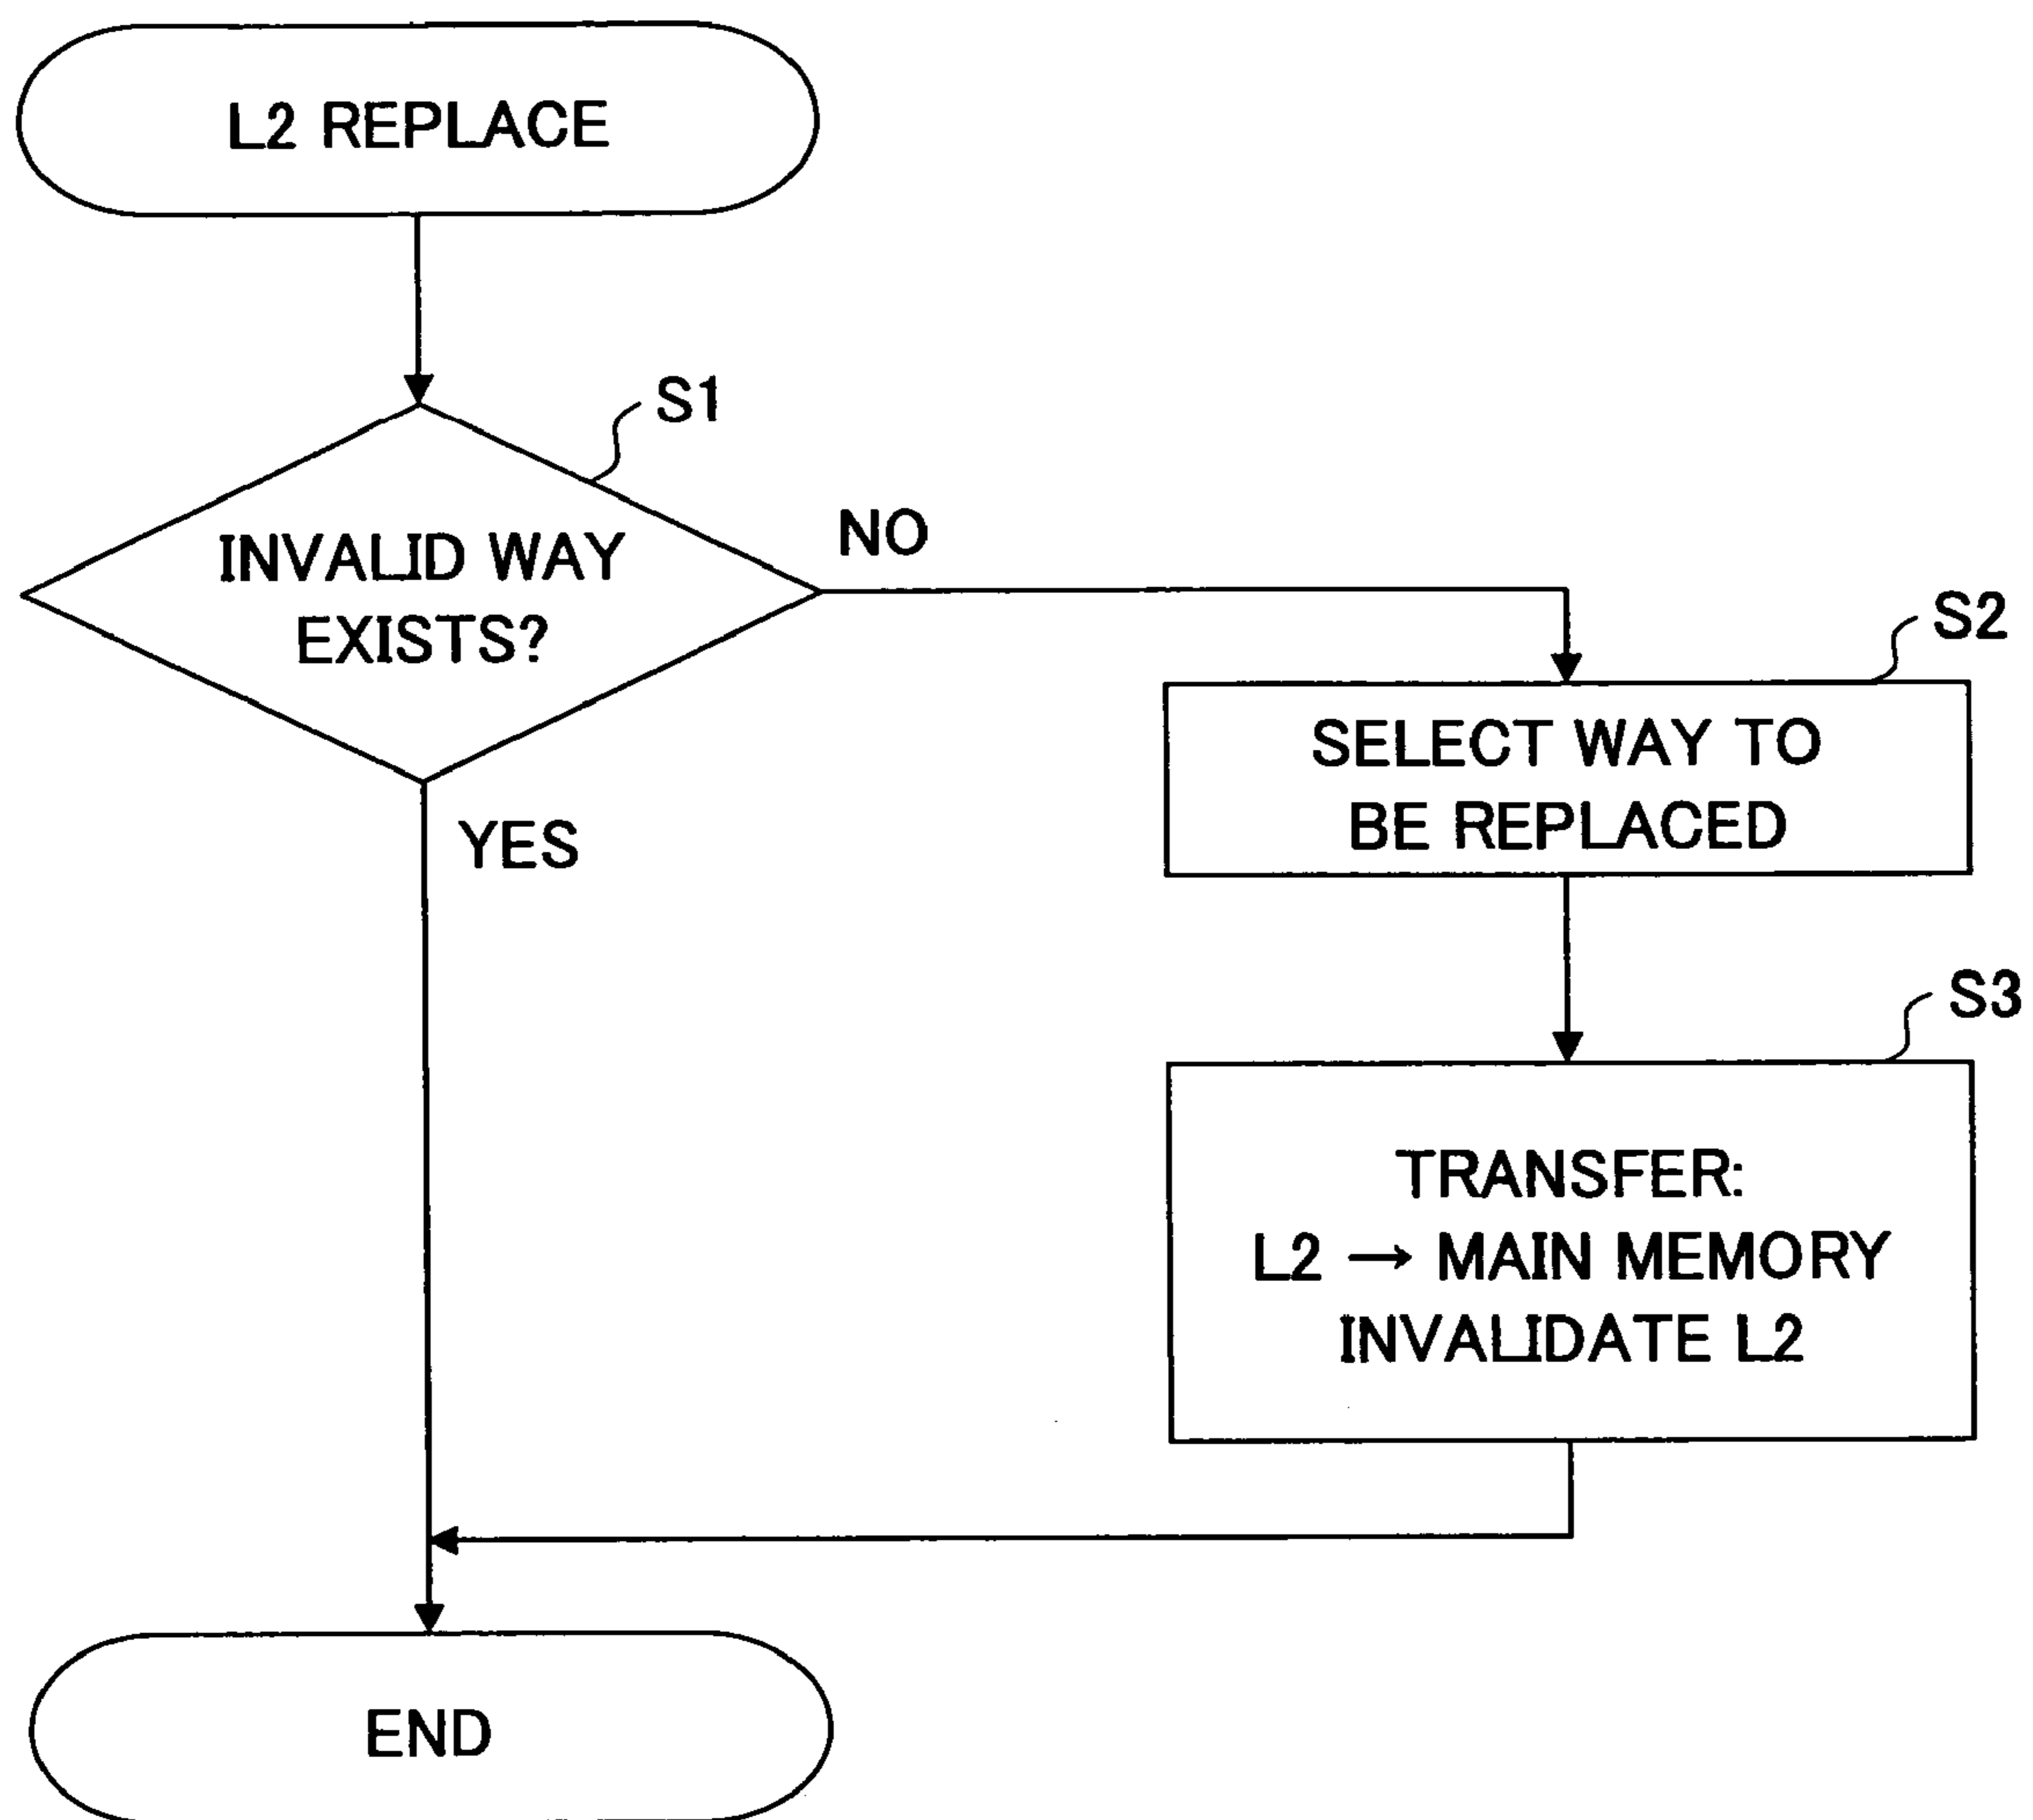 L2 REPLACE
S1
INVALID WAY
EXISTS?
NO
YES
S2
SELECT WAY TO
BE REPLACED
S3
TRANSFER:
L2 → MAIN MEMORY
INVALIDATE L2
END